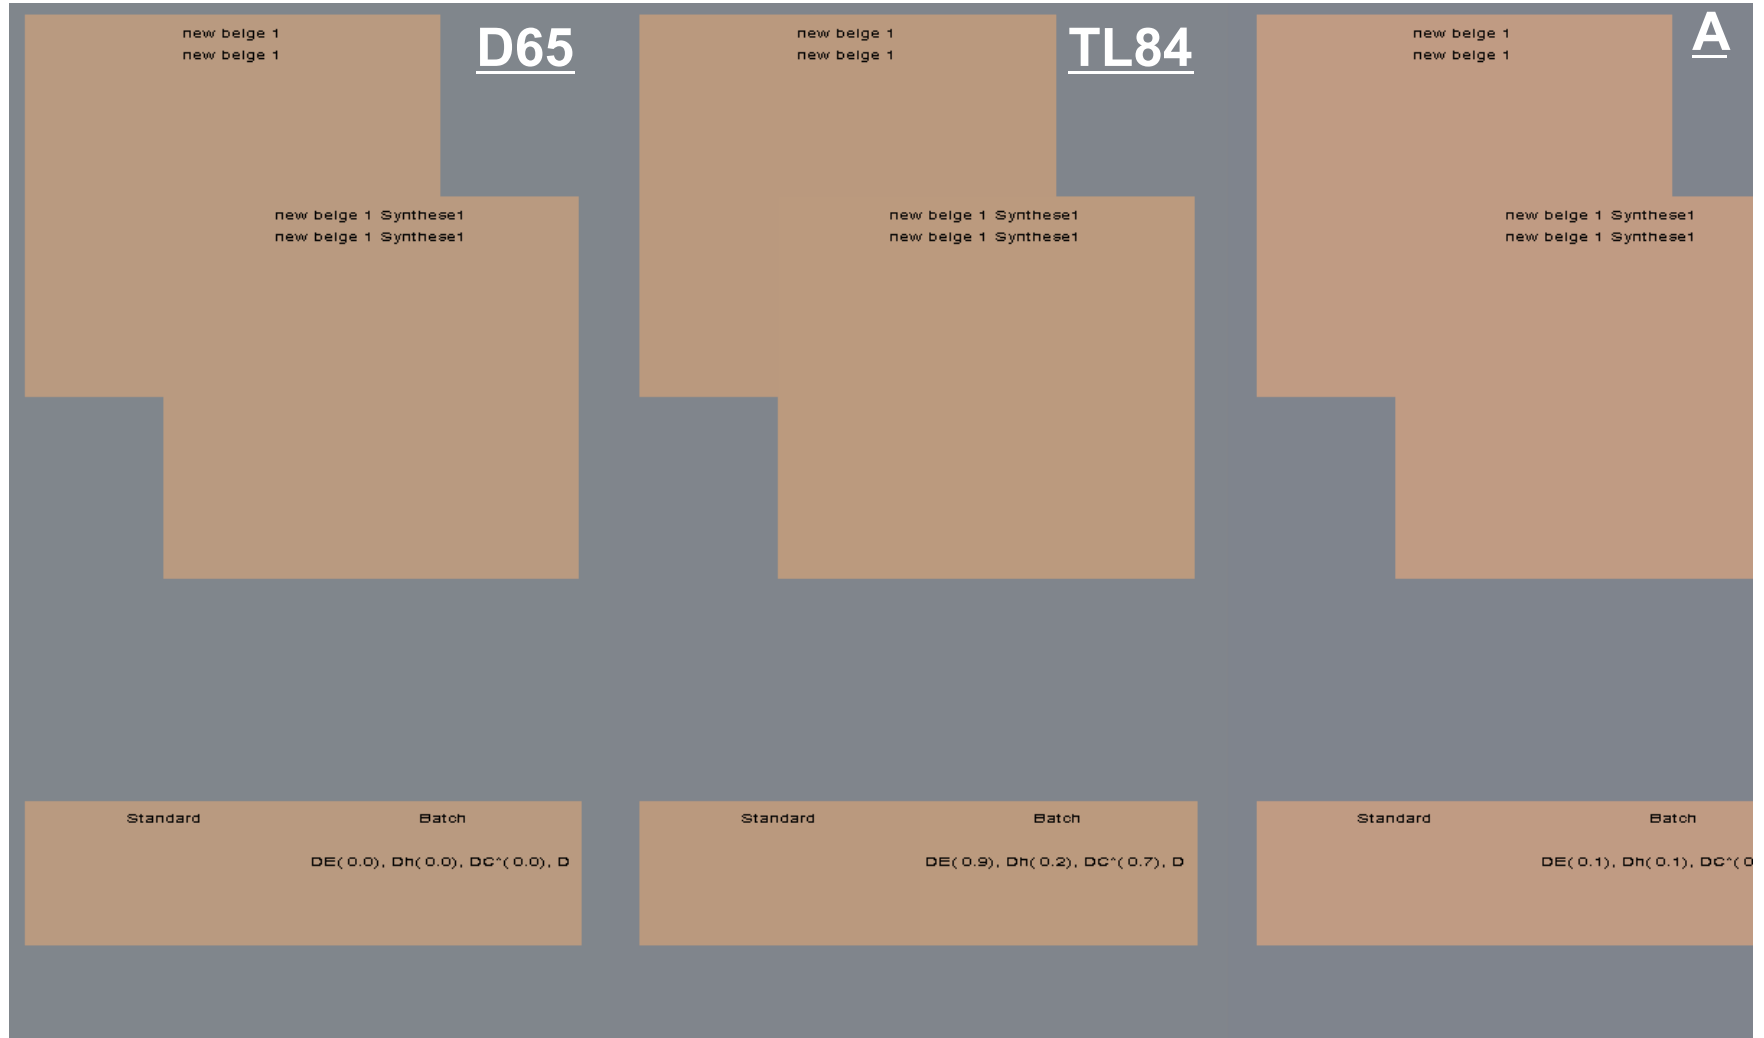 new beige 1
new beige 1
D65
new beige 1 Synthese1
new beige 1 Synthese1
Standard Batch
DE( 0.0), Dh( 0.0), DC*( 0.0), D
new beige 1
new beige 1
TL84
new beige 1 Synthese1
new beige 1 Synthese1
Standard Batch
DE( 0.9), Dh( 0.2), DC*( 0.7), D
new beige 1
new beige 1
A
new beige 1 Synthese1
new beige 1 Synthese1
Standard Batch
DE( 0.1), Dh( 0.1), DC*( 0